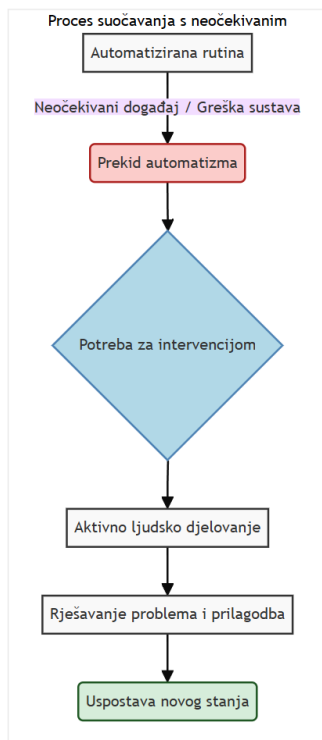 Proces suočavanja s neočekivanim
Automatizirana rutina
Neočekivani događaj / Greška sustava
Prekid automatizma
Potreba za intervencijom
Aktivno ljudsko djelovanje
Rješavanje problema i prilagodba
Uspostava novog stanja